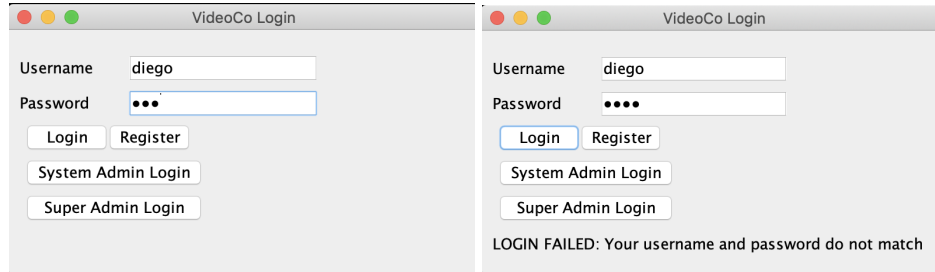 VideoCo Login
Username diego
Password •••
Login Register
System Admin Login
Super Admin Login
VideoCo Login
Username diego
Password ••••
Login Register
System Admin Login
Super Admin Login
LOGIN FAILED: Your username and password do not match